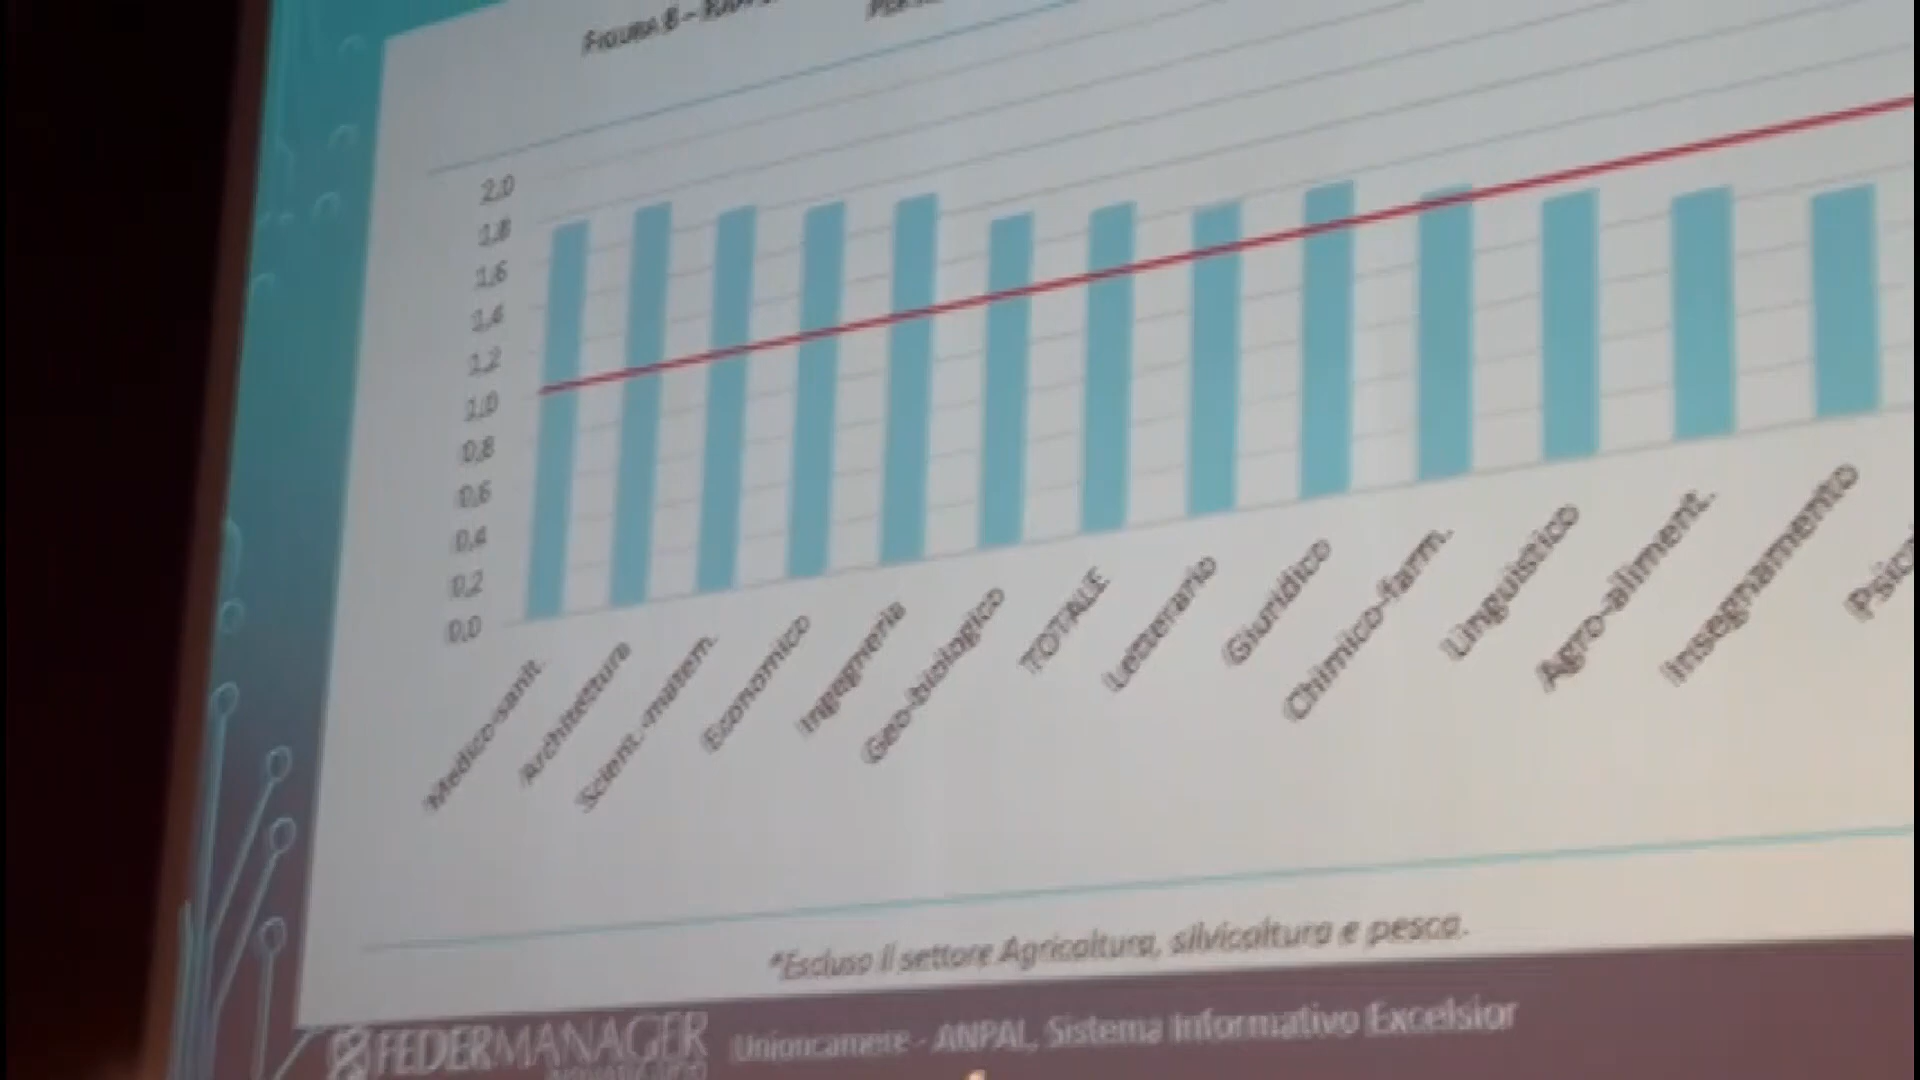 FIGURA 8 –
2,0
1,8
1,6
1,4
1,2
1,0
0,8
0,6
0,4
0,2
0,0
Medico-sanit.
Architettura
Scient.-matem.
Economico
Ingegneria
Geo-biologico
TOTALE
Letterario
Giuridico
Chimico-farm.
Linguistico
Agro-aliment.
Insegnamento
*Escluso il settore Agricoltura, silvicoltura e pesca.
FEDERMANAGER
Unioncamere - ANPAL, Sistema Informativo Excelsior